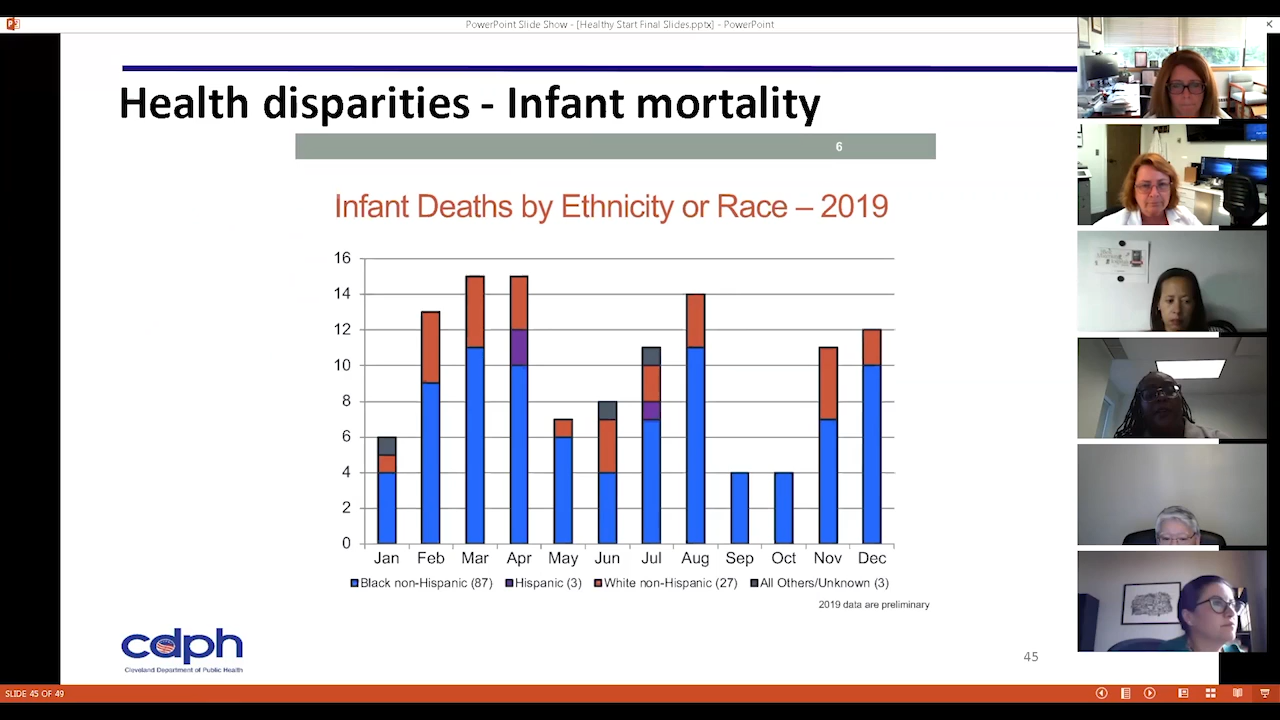 PowerPoint Slide Show - [Healthy Start Final Slides.pptx] - PowerPoint
Health disparities - Infant mortality
6
Infant Deaths by Ethnicity or Race – 2019
16
14
12
10
8
6
4
2
0
Jan Feb Mar Apr May Jun Jul Aug Sep Oct Nov Dec
Black non-Hispanic (87) Hispanic (3) White non-Hispanic (27) All Others/Unknown (3)
2019 data are preliminary
cdph
Cleveland Department of Public Health
45
SLIDE 45 OF 49